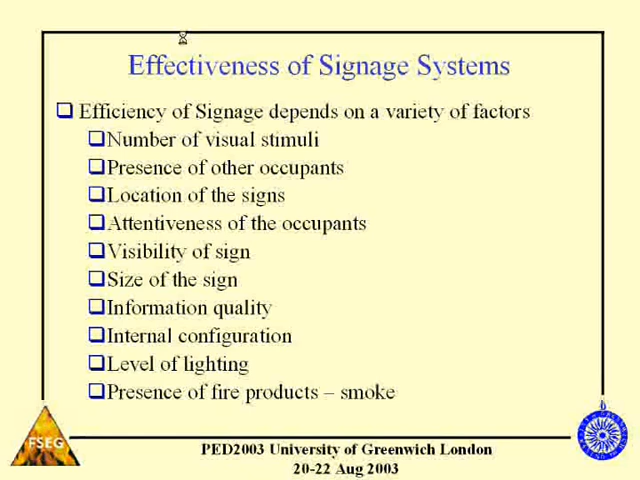 Effectiveness of Signage Systems
Efficiency of Signage depends on a variety of factors
Number of visual stimuli
Presence of other occupants
Location of the signs
Attentiveness of the occupants
Visibility of sign
Size of the sign
Information quality
Internal configuration
Level of lighting
Presence of fire products – smoke
FSEG
PED2003 University of Greenwich London
20-22 Aug 2003